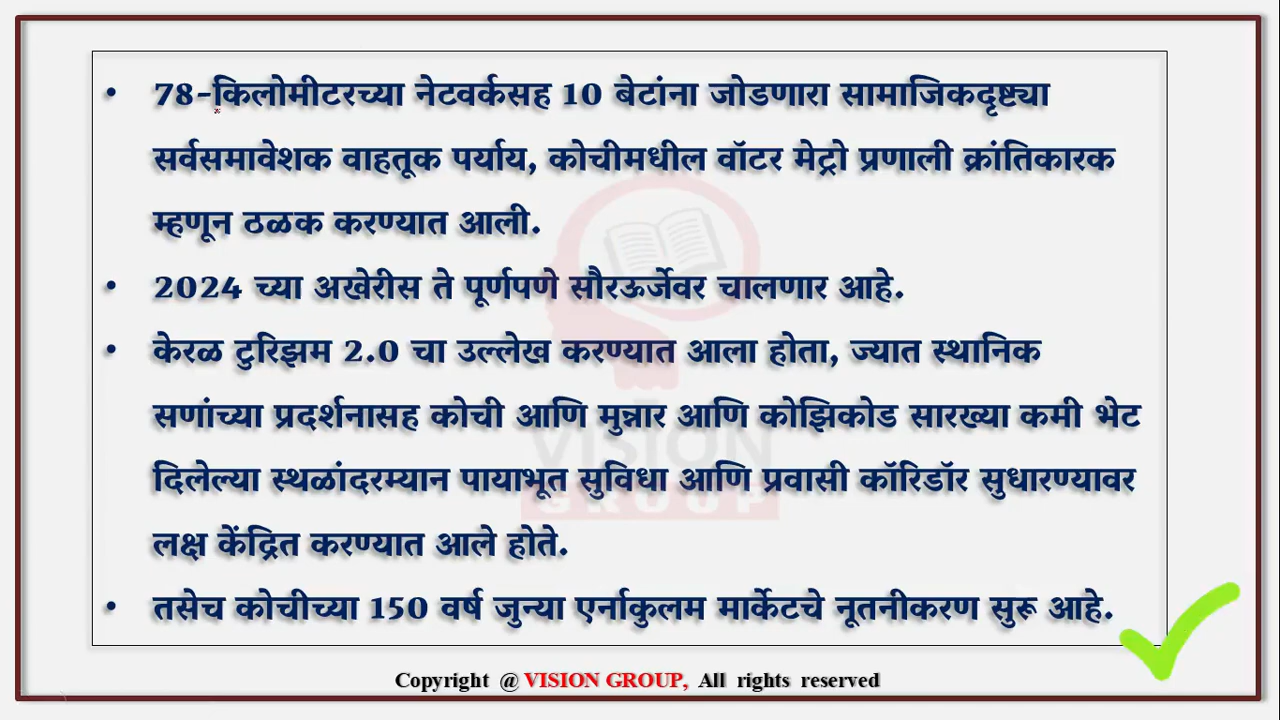 • 78-किलोमीटरच्या नेटवर्कसह 10 बेटांना जोडणारा सामाजिकदृष्ट्या
सर्वसमावेशक वाहतूक पर्याय, कोचीमधील वॉटर मेट्रो प्रणाली क्रांतिकारक
म्हणून ठळक करण्यात आली.
• 2024 च्या अखेरीस ते पूर्णपणे सौरऊर्जेवर चालणार आहे.
• केरळ टुरिझम 2.0 चा उल्लेख करण्यात आला होता, ज्यात स्थानिक
सणांच्या प्रदर्शनासह कोची आणि मुन्नार आणि कोझिकोड सारख्या कमी भेट
दिलेल्या स्थळांदरम्यान पायाभूत सुविधा आणि प्रवासी कॉरिडॉर सुधारण्यावर
लक्ष केंद्रित करण्यात आले होते.
• तसेच कोचीच्या 150 वर्ष जुन्या एर्नाकुलम मार्केटचे नूतनीकरण सुरू आहे.
VISION
GROUP
Copyright @ VISION GROUP, All rights reserved